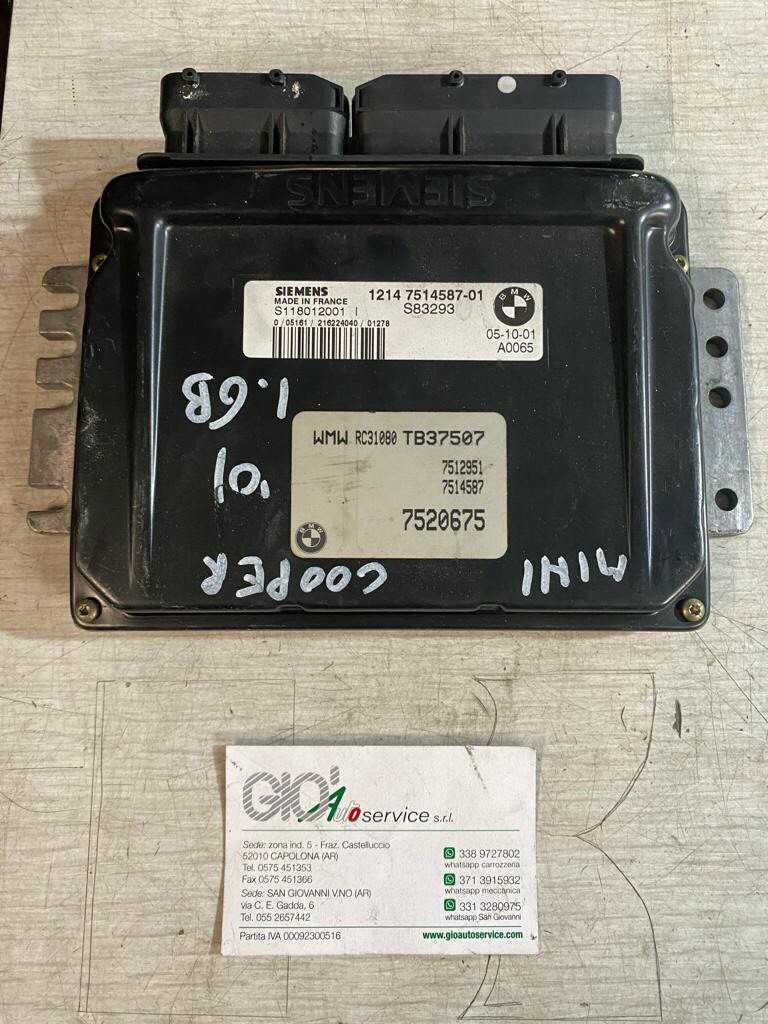 SIEMENS
SIEMENS 1214 7514587-01
MADE IN FRANCE
S118012001 I S83293
BMW
0 / 05161 / 216224040 / 01278
05-10-01
A0065
1.6B
WMW RC31080 TB37507
7512951
7514587
'01
7520675
BMW
MINI COOPER
GIO' Autoservice s.r.l.
Sede: zona ind. 5 - Fraz. Castelluccio
52010 CAPOLONA (AR)
Tel. 0575 451353
Fax 0575 451366
Sede: SAN GIOVANNI V.NO (AR)
via C. E. Gadda, 6
Tel. 055 2657442
Partita IVA 00092300516
338 9727802
whatsapp carrozzeria
371 3915932
whatsapp meccanica
331 3280975
whatsapp San Giovanni
www.gioautoservice.com